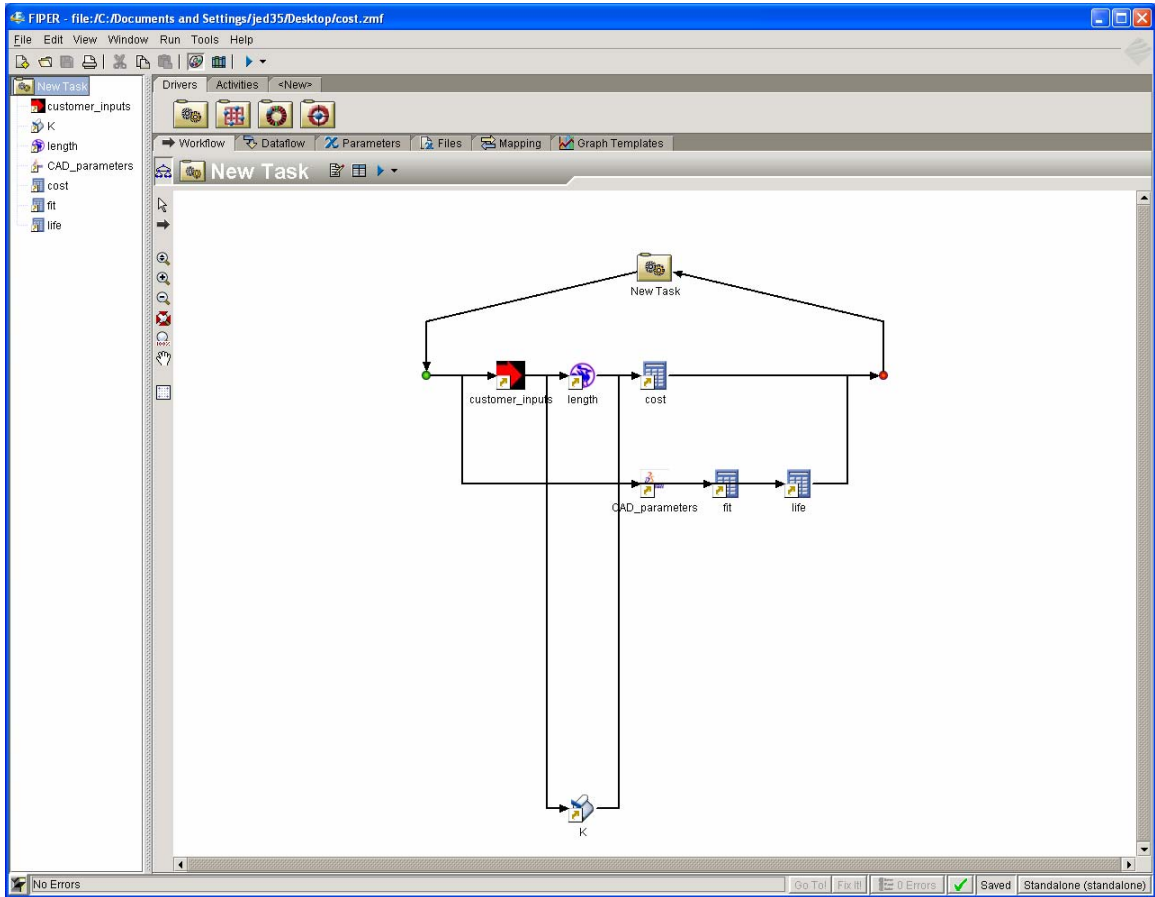 FIPER - file:/C:/Documents and Settings/jed35/Desktop/cost.zmf
File Edit View Window Run Tools Help
New Task
customer_inputs
K
length
CAD_parameters
cost
fit
life
Drivers Activities <New>
Workflow Dataflow Parameters Files Mapping Graph Templates
New Task
100%
New Task
customer_inputs length cost
CAD_parameters fit life
K
No Errors Go To! Fix It! 0 Errors Saved Standalone (standalone)